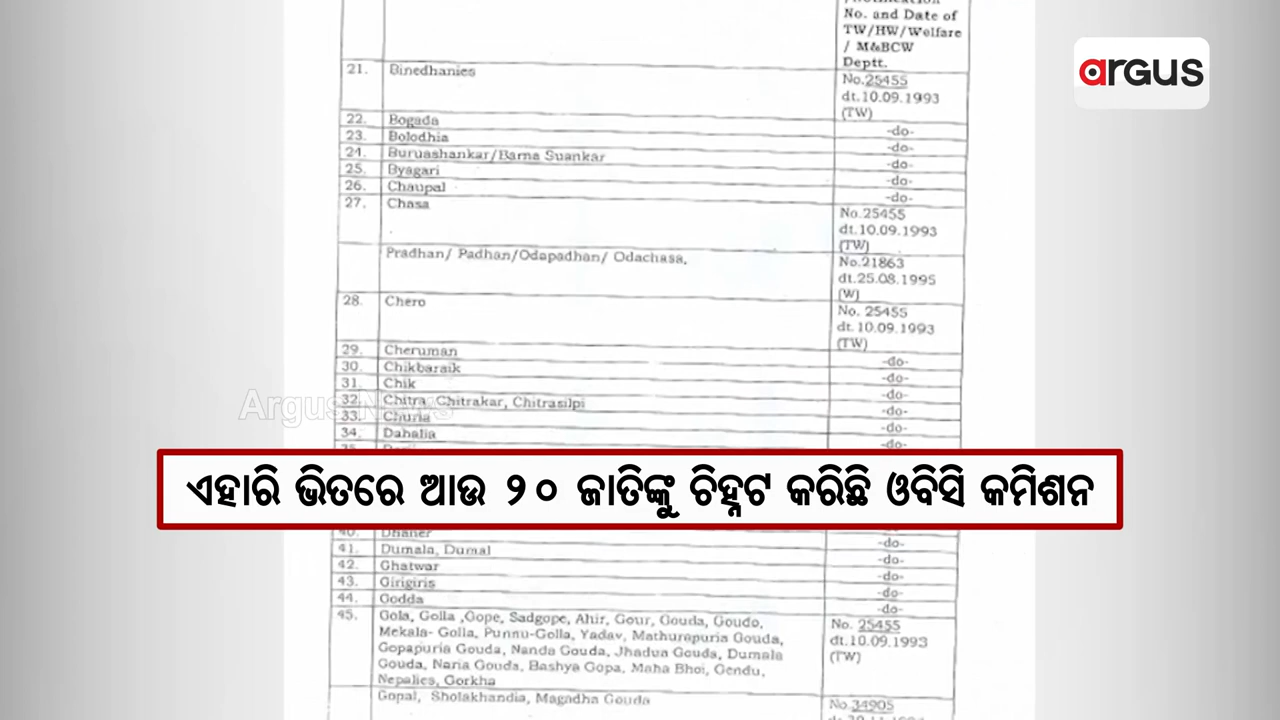 No. and Date of
TW/HW/Welfare
/ M&BCW
Deptt.
argus
21. Binedhanies No.25455
dt.10.09.1993
(TW)
22. Bogada -do-
23. Bolodhia -do-
24. Buruashankar/Barna Suankar -do-
25. Byagari -do-
26. Chaupal -do-
27. Chasa No.25455
dt.10.09.1993
(TW)
Pradhan/ Padhan/Odapadhan/ Odachasa, No.21863
dt.25.08.1995
(W)
28. Chero No. 25455
dt.10.09.1993
(TW)
29. Cheruman -do-
30. Chikbaraik -do-
31. Chik -do-
32. Chitra, Chitrakar, Chitrasilpi -do-
33. Churia -do-
34. Dahalia -do-
Argus News
ଏହାରି ଭିତରେ ଆଉ ୨୦ ଜାତିଙ୍କୁ ଚିହ୍ନଟ କରିଛି ଓବିସି କମିଶନ
40. Dhaner
41. Dumala, Dumal -do-
42. Ghatwar -do-
43. Girigiris -do-
44. Godda -do-
-do-
45. Gola, Golla ,Gope, Sadgope, Ahir, Gour, Gouda, Goudo, No. 25455
Mekala- Golla, Punnu-Golla, Yadav, Mathurapuria Gouda, dt.10.09.1993
Gopapuria Gouda, Nanda Gouda, Jhadua Gouda, Dumala (TW)
Gouda, Naria Gouda, Bashya Gopa, Maha Bhoi, Gendu,
Nepalies, Gorkha
Gopal, Sholakhandia, Magadha Gouda No.34905